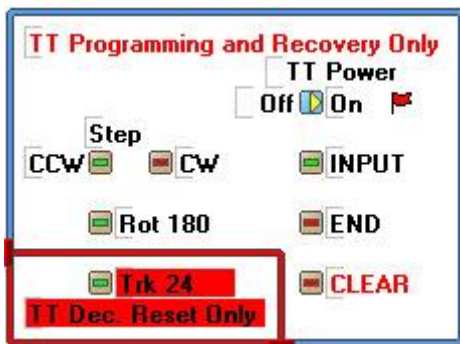 TT Programming and Recovery Only
TT Power
Off On
Step
CCW CW INPUT
Rot 180 END
Trk 24 CLEAR
TT Dec. Reset Only